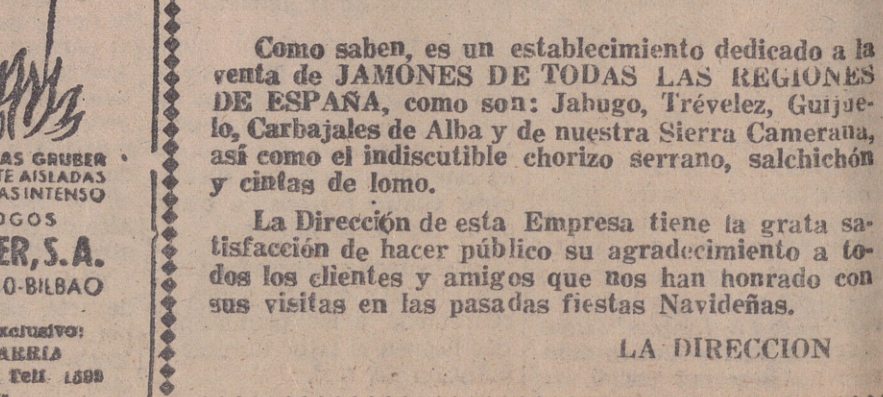 AS GRUBER
TE AISLADAS
AS INTENSO
OGOS
ER, S.A.
O-BILBAO
xclusivo:
ARRIA
Telf. 1899
Como saben, es un establecimiento dedicado a la
venta de JAMONES DE TODAS LAS REGIONES
DE ESPAÑA, como son: Jabugo, Trévelez, Guijue-
lo, Carbajales de Alba y de nuestra Sierra Camerana,
así como el indiscutible chorizo serrano, salchichón
y cintas de lomo.
La Dirección de esta Empresa tiene la grata sa-
tisfacción de hacer público su agradecimiento a to-
dos los clientes y amigos que nos han honrado con
sus visitas en las pasadas fiestas Navideñas.
LA DIRECCION